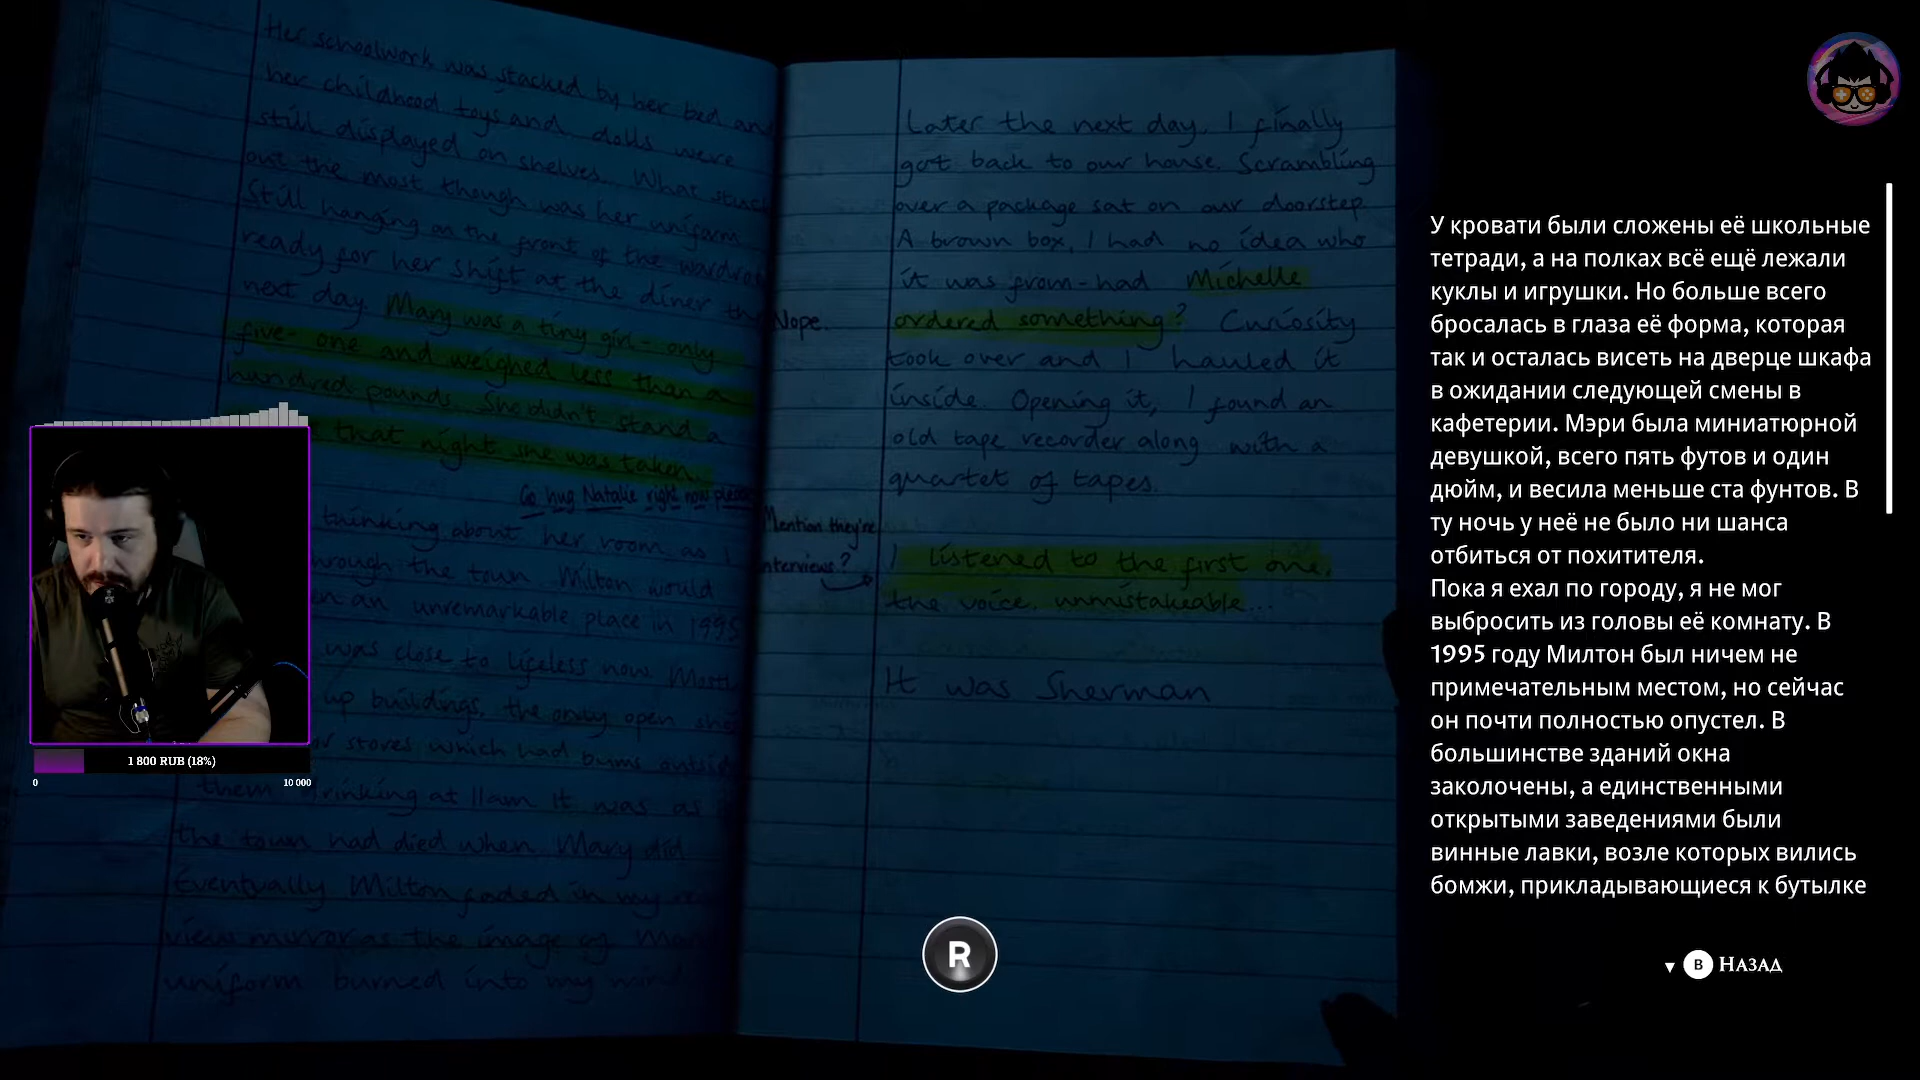 Her schoolwork was stacked by her bed and
her childhood toys and dolls were
still displayed on shelves. What stuck
out the most though was her uniform
Still hanging on the front of the wardrobe
ready for her shift at the diner the
next day. Mary was a tiny girl - only
five-one and weighed less than a
hundred pounds. She didn't stand a
that night she was taken.
Go hug Natalie right now please
thinking about her room as I
through the town. Milton would
an unremarkable place in 1995
was close to lifeless now. Mostly
up buildings, the only open
stores which had bums outside
them drinking at 11am. It was as
the town had died when Mary did
Eventually Milton faded in my
view mirror as the image of
uniform burned into my mind
Later the next day, I finally
got back to our house. Scrambling
over a package sat on our doorstep
A brown box, I had no idea who
it was from - had Michelle
Nope.
ordered something? Curiosity
took over and I hauled it
inside. Opening it, I found an
old tape recorder along with a
quartet of tapes.
Mention they're
interviews?
I listened to the first one,
the voice, unmistakeable...
It was Sherman
1 800 RUB (18%)
0 10 000
R
У кровати были сложены её школьные
тетради, а на полках всё ещё лежали
куклы и игрушки. Но больше всего
бросалась в глаза её форма, которая
так и осталась висеть на дверце шкафа
в ожидании следующей смены в
кафетерии. Мэри была миниатюрной
девушкой, всего пять футов и один
дюйм, и весила меньше ста фунтов. В
ту ночь у неё не было ни шанса
отбиться от похитителя.
Пока я ехал по городу, я не мог
выбросить из головы её комнату. В
1995 году Милтон был ничем не
примечательным местом, но сейчас
он почти полностью опустел. В
большинстве зданий окна
заколочены, а единственными
открытыми заведениями были
винные лавки, возле которых вились
бомжи, прикладывающиеся к бутылке
B НАЗАД